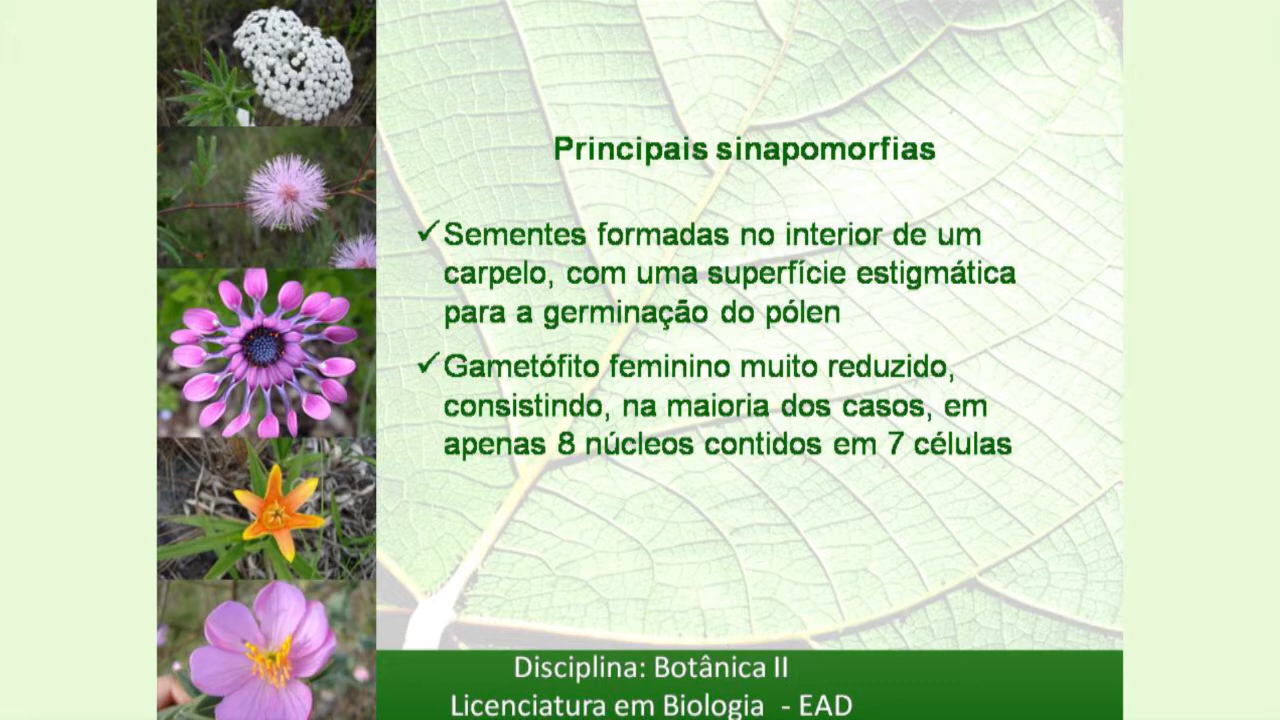 Principais sinapomorfias
✓Sementes formadas no interior de um
carpelo, com uma superfície estigmática
para a germinação do pólen
✓Gametófito feminino muito reduzido,
consistindo, na maioria dos casos, em
apenas 8 núcleos contidos em 7 células
Disciplina: Botânica II
Licenciatura em Biologia - EAD